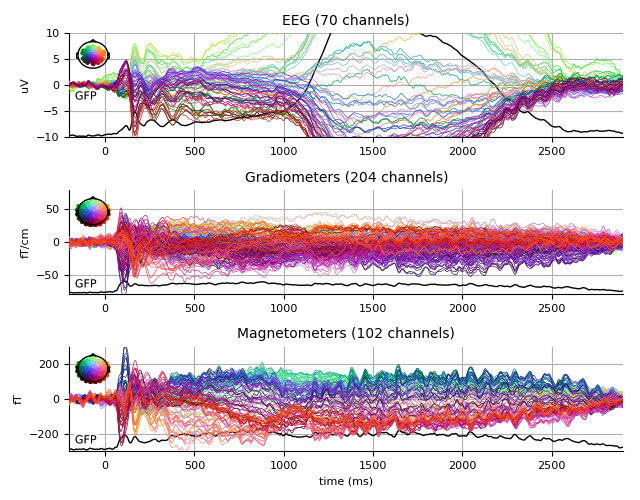 EEG (70 channels)
10
5
0
−5
−10
uV
GFP
0 500 1000 1500 2000 2500
Gradiometers (204 channels)
50
0
−50
fT/cm
GFP
0 500 1000 1500 2000 2500
Magnetometers (102 channels)
200
0
−200
fT
GFP
0 500 1000 1500 2000 2500
time (ms)